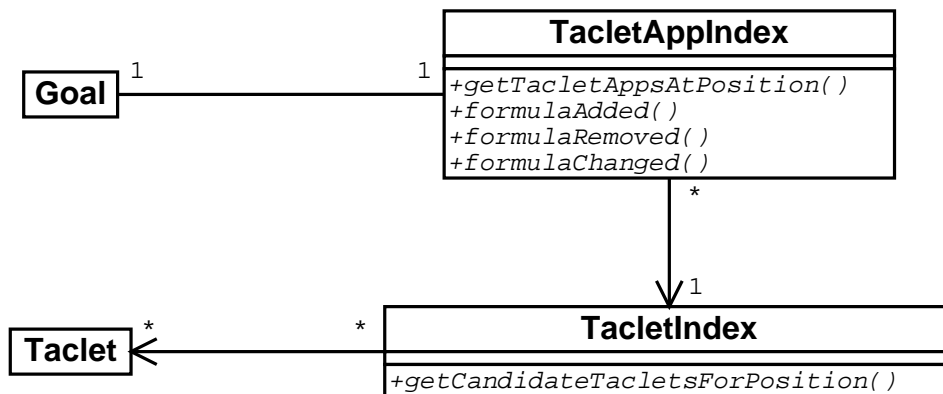 TacletAppIndex
Goal
1
1
+getTacletAppsAtPosition()
+formulaAdded()
+formulaRemoved()
+formulaChanged()
*
1
TacletIndex
Taclet
*
*
+getCandidateTacletsForPosition()